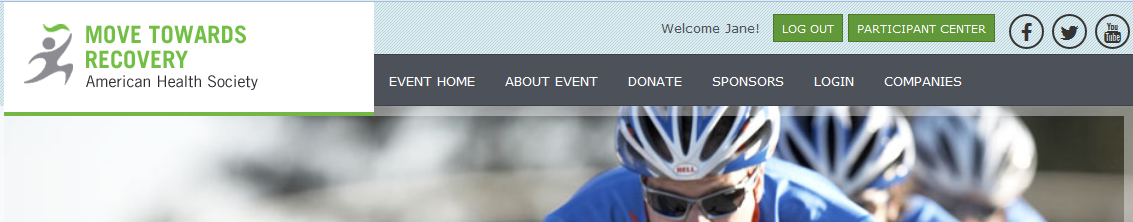 MOVE TOWARDS
RECOVERY
American Health Society
Welcome Jane!
LOG OUT
PARTICIPANT CENTER
You
Tube
EVENT HOME
ABOUT EVENT
DONATE
SPONSORS
LOGIN
COMPANIES
BELL